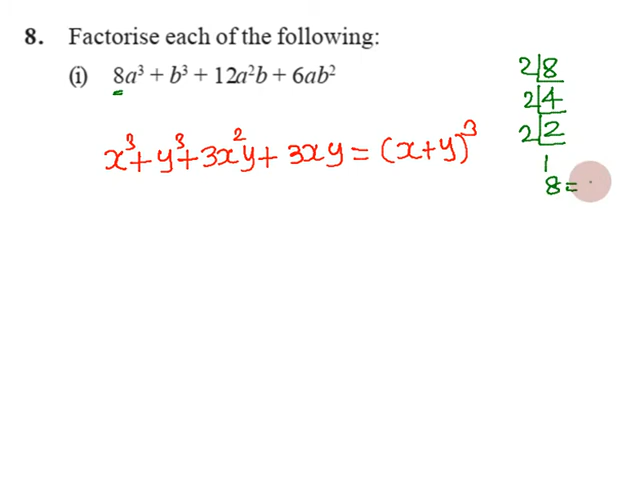 8. Factorise each of the following:
(i) 8a³ + b³ + 12a²b + 6ab²
x³+ y³+ 3x²y + 3xy = (x+y)³
2|8
2|4
2|2
1
8=